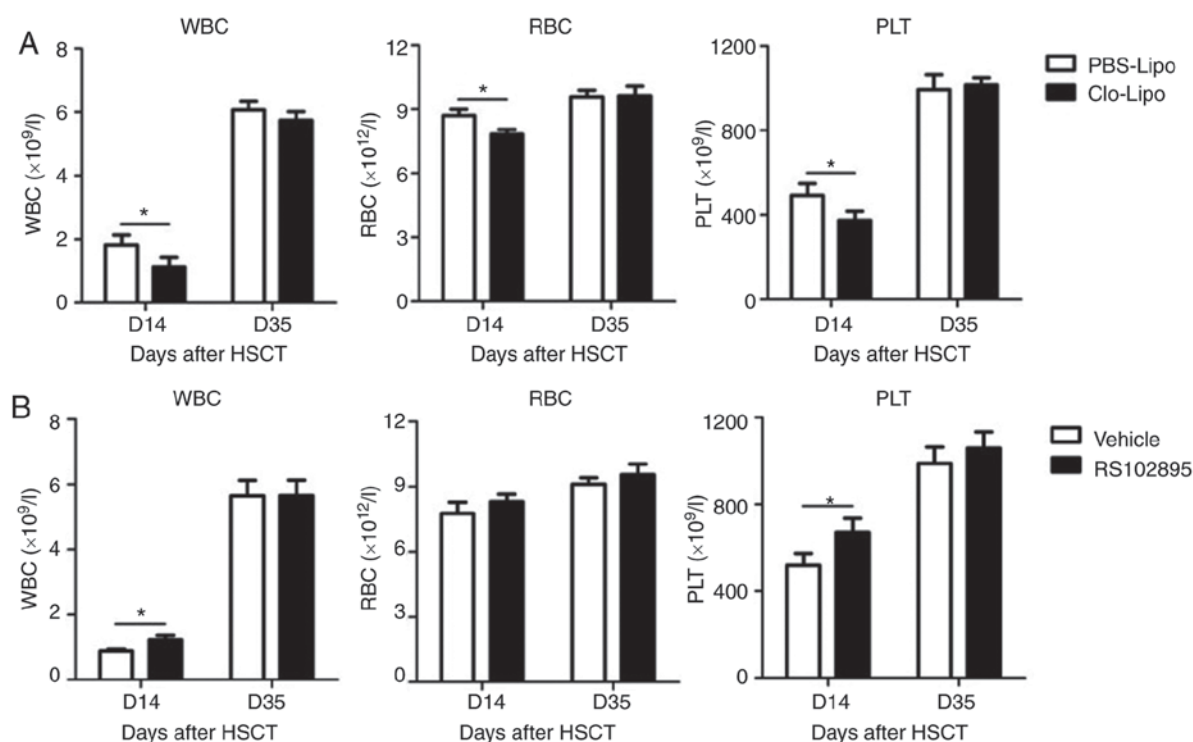 A
WBC
WBC (×10⁹/l)
8
6
4
2
0
*
D14
D35
Days after HSCT
RBC
RBC (×10¹²/l)
12
9
6
3
0
*
D14
D35
Days after HSCT
PLT
PLT (×10⁹/l)
1200
800
400
0
*
D14
D35
Days after HSCT
PBS-Lipo
Clo-Lipo
B
WBC
WBC (×10⁹/l)
8
6
4
2
0
*
D14
D35
Days after HSCT
RBC
RBC (×10¹²/l)
12
9
6
3
0
D14
D35
Days after HSCT
PLT
PLT (×10⁹/l)
1200
800
400
0
*
D14
D35
Days after HSCT
Vehicle
RS102895